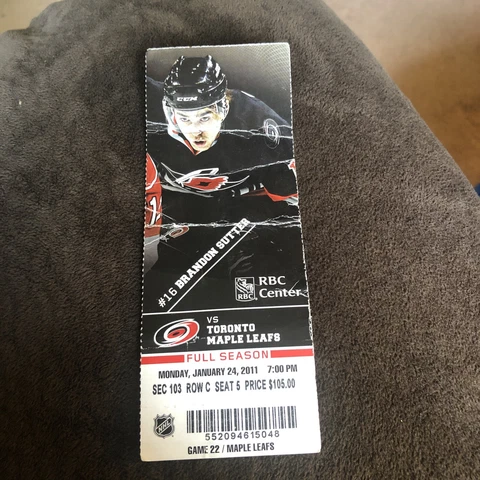 CCM
#16 BRANDON SUTTER
RBC
RBC
Center
VS
TORONTO
MAPLE LEAFS
FULL SEASON
MONDAY, JANUARY 24, 2011 7:00 PM
SEC 103 ROW C SEAT 5 PRICE $105.00
NHL
552094615048
GAME 22 / MAPLE LEAFS